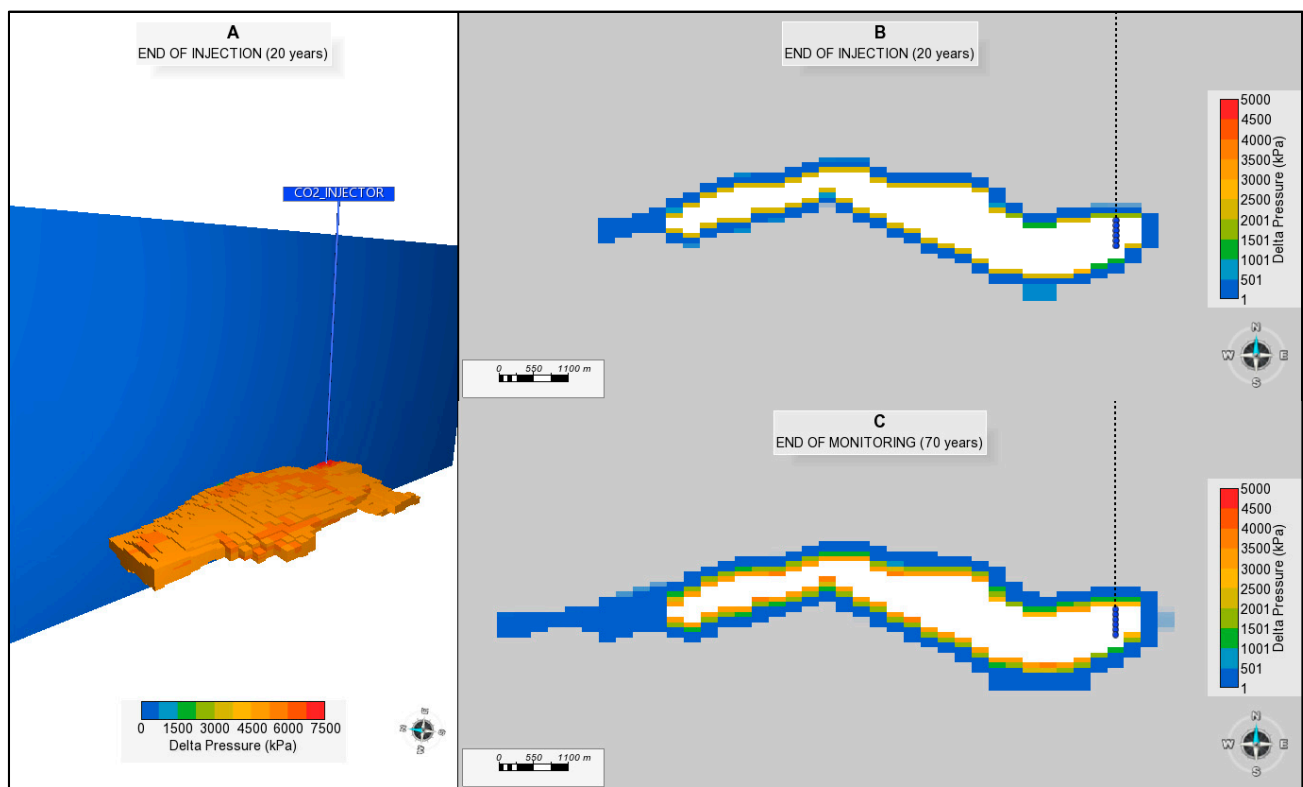 A
END OF INJECTION (20 years)
CO2_INJECTOR
0 1500 3000 4500 6000 7500
Delta Pressure (kPa)
B
END OF INJECTION (20 years)
5000
4500
4000
3500
3000
2500
2001
1501
1001
501
1
Delta Pressure (kPa)
N
W E
S
0 550 1100 m
C
END OF MONITORING (70 years)
5000
4500
4000
3500
3000
2500
2001
1501
1001
501
1
Delta Pressure (kPa)
N
W E
S
0 550 1100 m